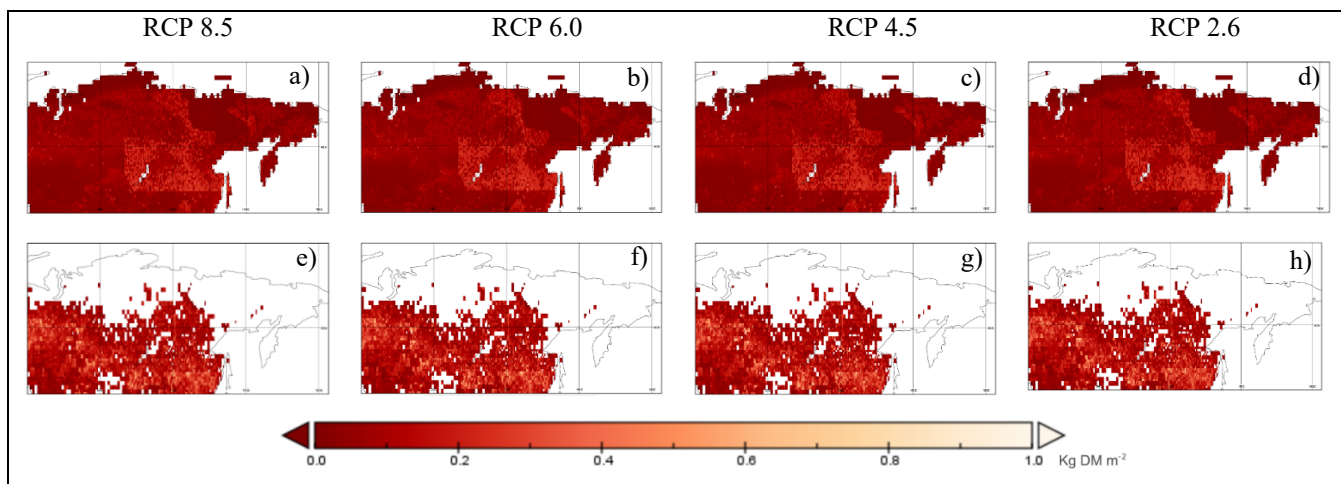 RCP 8.5 RCP 6.0 RCP 4.5 RCP 2.6
a) b) c) d)
e) f) g) h)
0.0 0.2 0.4 0.6 0.8 1.0 Kg DM m⁻²